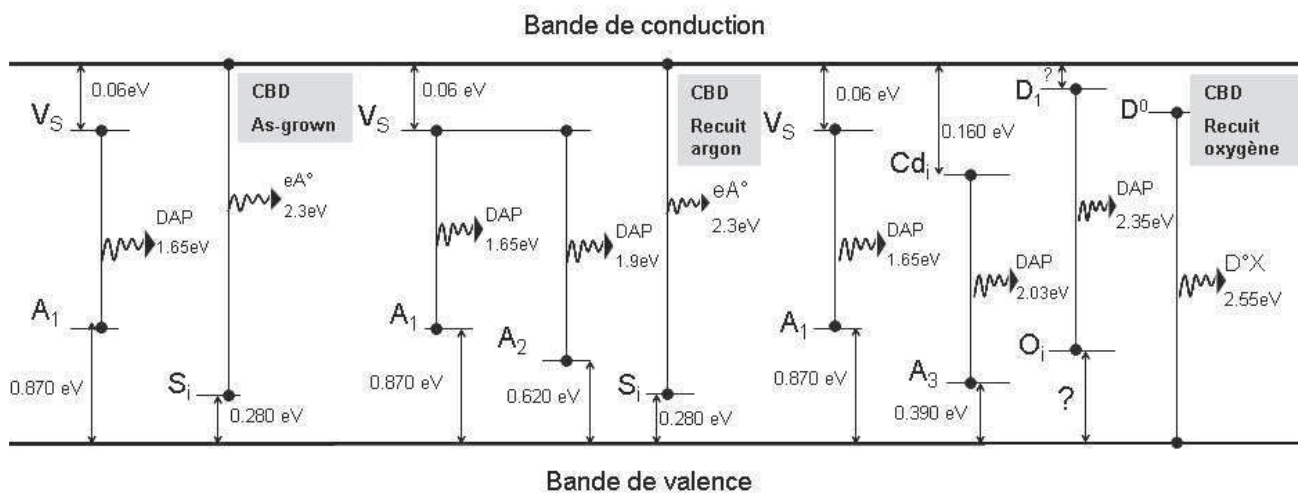 Bande de conduction
0.06eV
V_S
CBD
As-grown
eA°
2.3eV
DAP
1.65eV
A_1
0.870 eV
S_i
0.280 eV
0.06 eV
V_S
CBD
Recuit
argon
eA°
2.3eV
DAP
1.65eV
DAP
1.9eV
A_1
A_2
0.870 eV
0.620 eV
S_i
0.280 eV
0.06 eV
V_S
0.160 eV
Cd_i
?
D_1
D⁰
CBD
Recuit
oxygène
DAP
1.65eV
DAP
2.03eV
DAP
2.35eV
D°X
2.55eV
A_1
0.870 eV
A_3
0.390 eV
O_i
?
Bande de valence